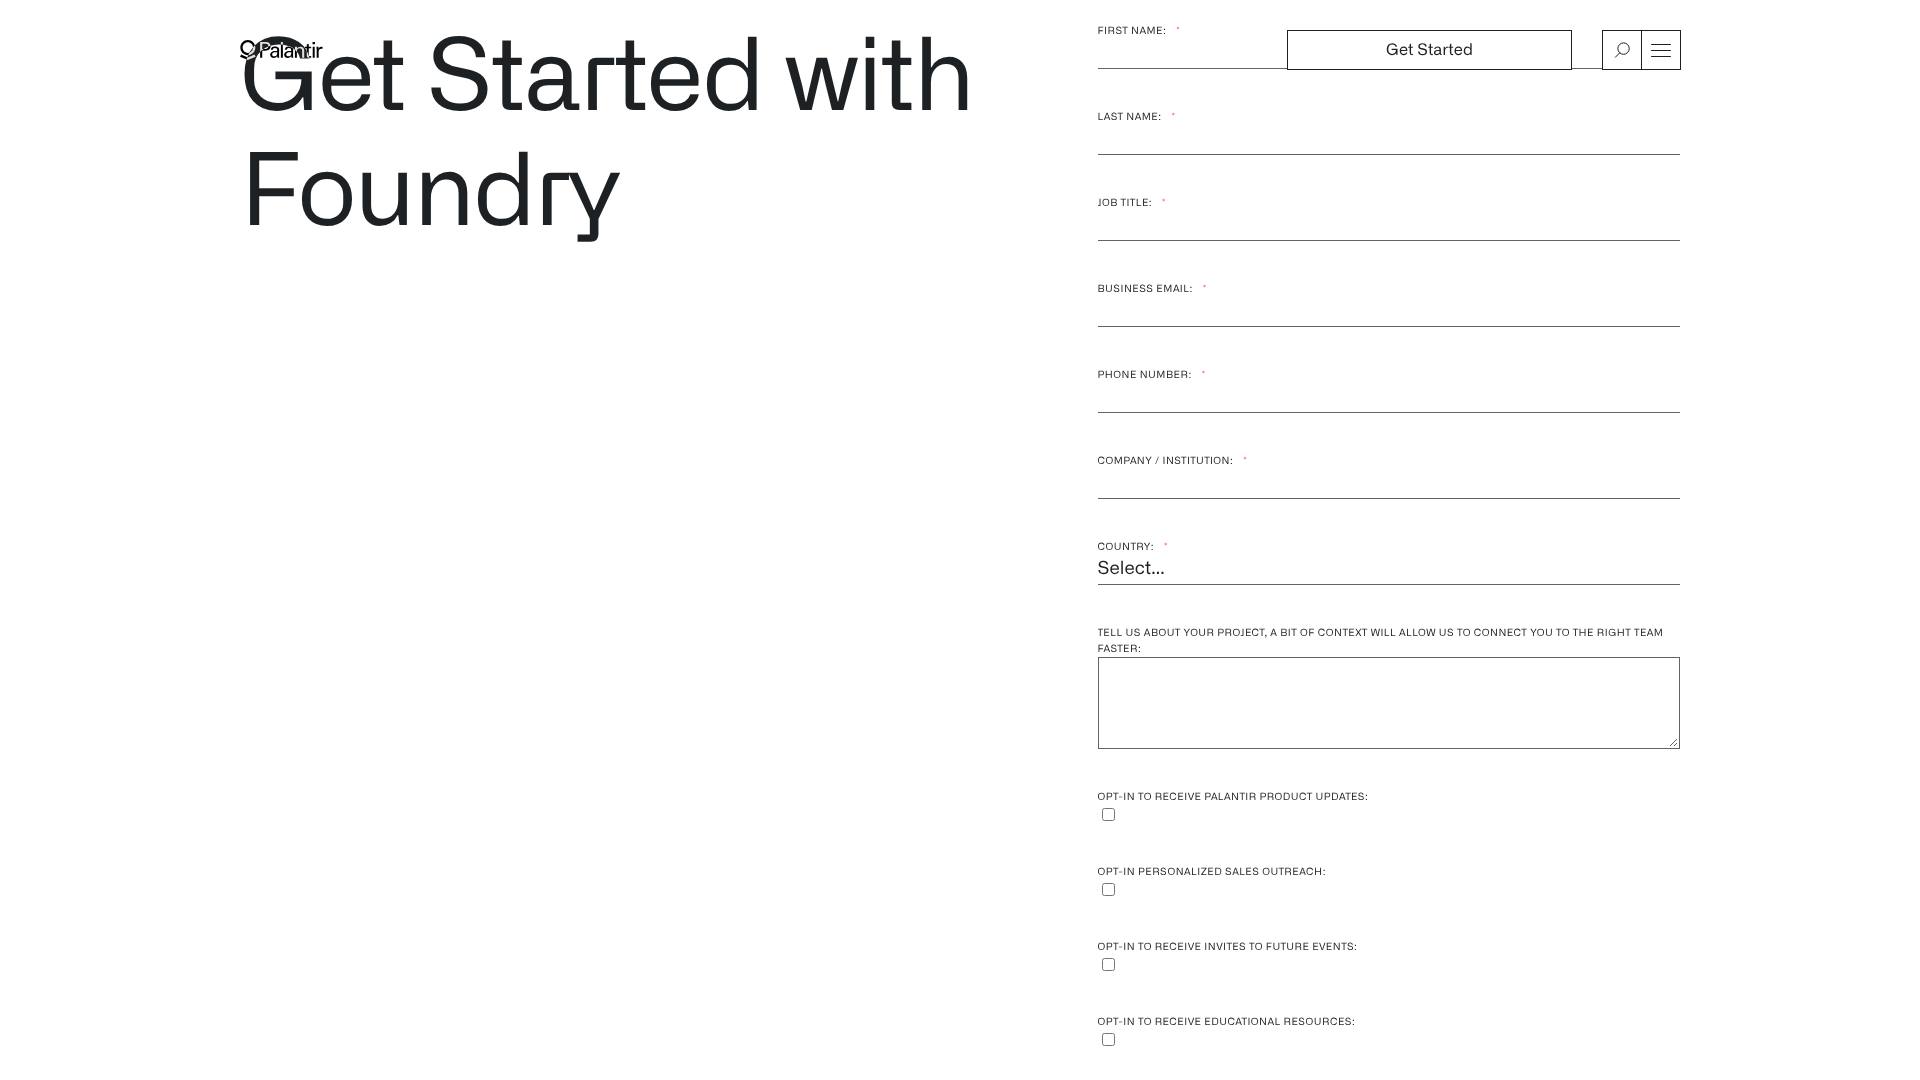 Palantir
Get Started with
Foundry
Get Started
FIRST NAME: *
LAST NAME: *
JOB TITLE: *
BUSINESS EMAIL: *
PHONE NUMBER: *
COMPANY / INSTITUTION: *
COUNTRY: *
Select...
TELL US ABOUT YOUR PROJECT, A BIT OF CONTEXT WILL ALLOW US TO CONNECT YOU TO THE RIGHT TEAM
FASTER:
OPT-IN TO RECEIVE PALANTIR PRODUCT UPDATES:
OPT-IN PERSONALIZED SALES OUTREACH:
OPT-IN TO RECEIVE INVITES TO FUTURE EVENTS:
OPT-IN TO RECEIVE EDUCATIONAL RESOURCES: